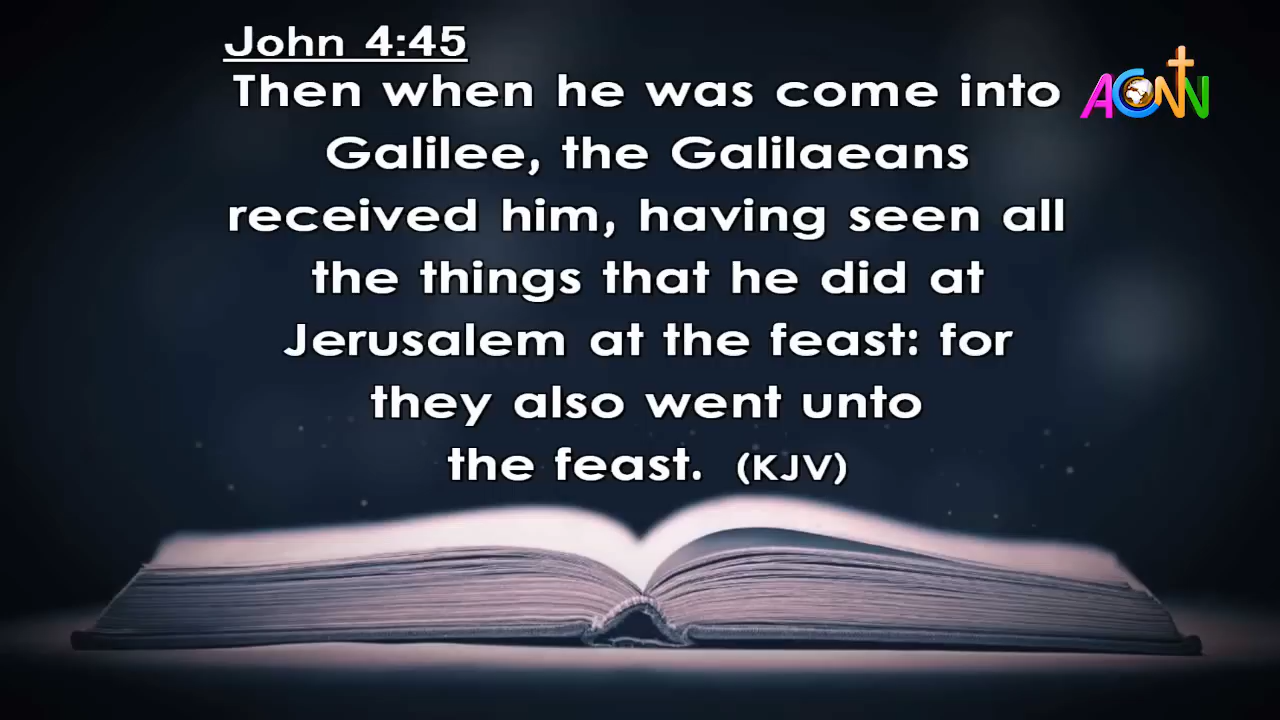 John 4:45
Then when he was come into
ACNN
Galilee, the Galilaeans
received him, having seen all
the things that he did at
Jerusalem at the feast: for
they also went unto
the feast. (KJV)